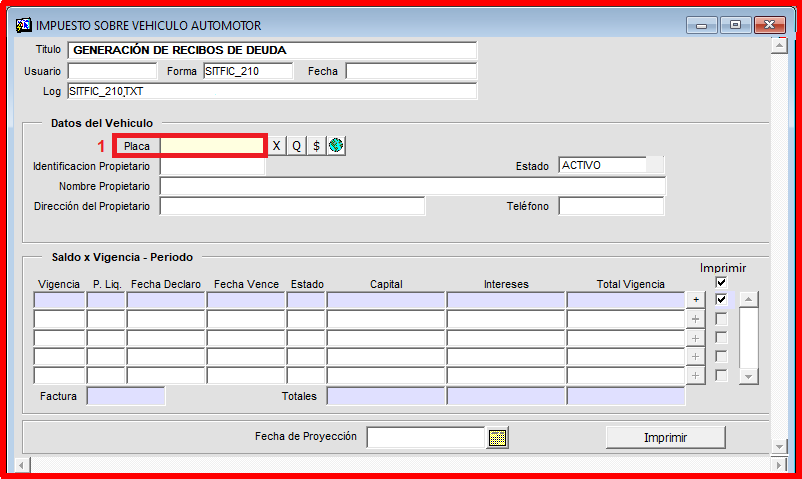 IMPUESTO SOBRE VEHICULO AUTOMOTOR
Titulo GENERACIÓN DE RECIBOS DE DEUDA
Usuario Forma SITFIC_210 Fecha
Log SITFIC_210.TXT
Datos del Vehiculo
1 Placa X Q $
Identificacion Propietario Estado ACTIVO
Nombre Propietario
Dirección del Propietario Teléfono
Saldo x Vigencia - Periodo
Imprimir
Vigencia P. Liq. Fecha Declaro Fecha Vence Estado Capital Intereses Total Vigencia
+
+
+
+
+
Factura Totales
Fecha de Proyección Imprimir